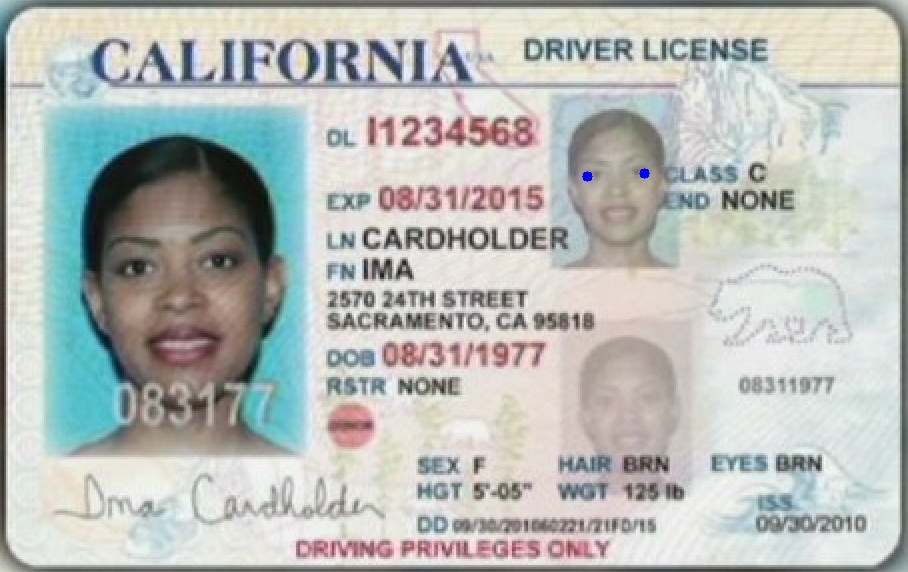 CALIFORNIA USA DRIVER LICENSE
DL I1234568
CLASS C
EXP 08/31/2015
END NONE
LN CARDHOLDER
FN IMA
2570 24TH STREET
SACRAMENTO, CA 95818
DOB 08/31/1977
RSTR NONE
08311977
083177
DONOR
SEX F HAIR BRN EYES BRN
HGT 5'-05" WGT 125 lb
ISS
DD 09/30/201060221/21FD/15 09/30/2010
Ima Cardholder
DRIVING PRIVILEGES ONLY